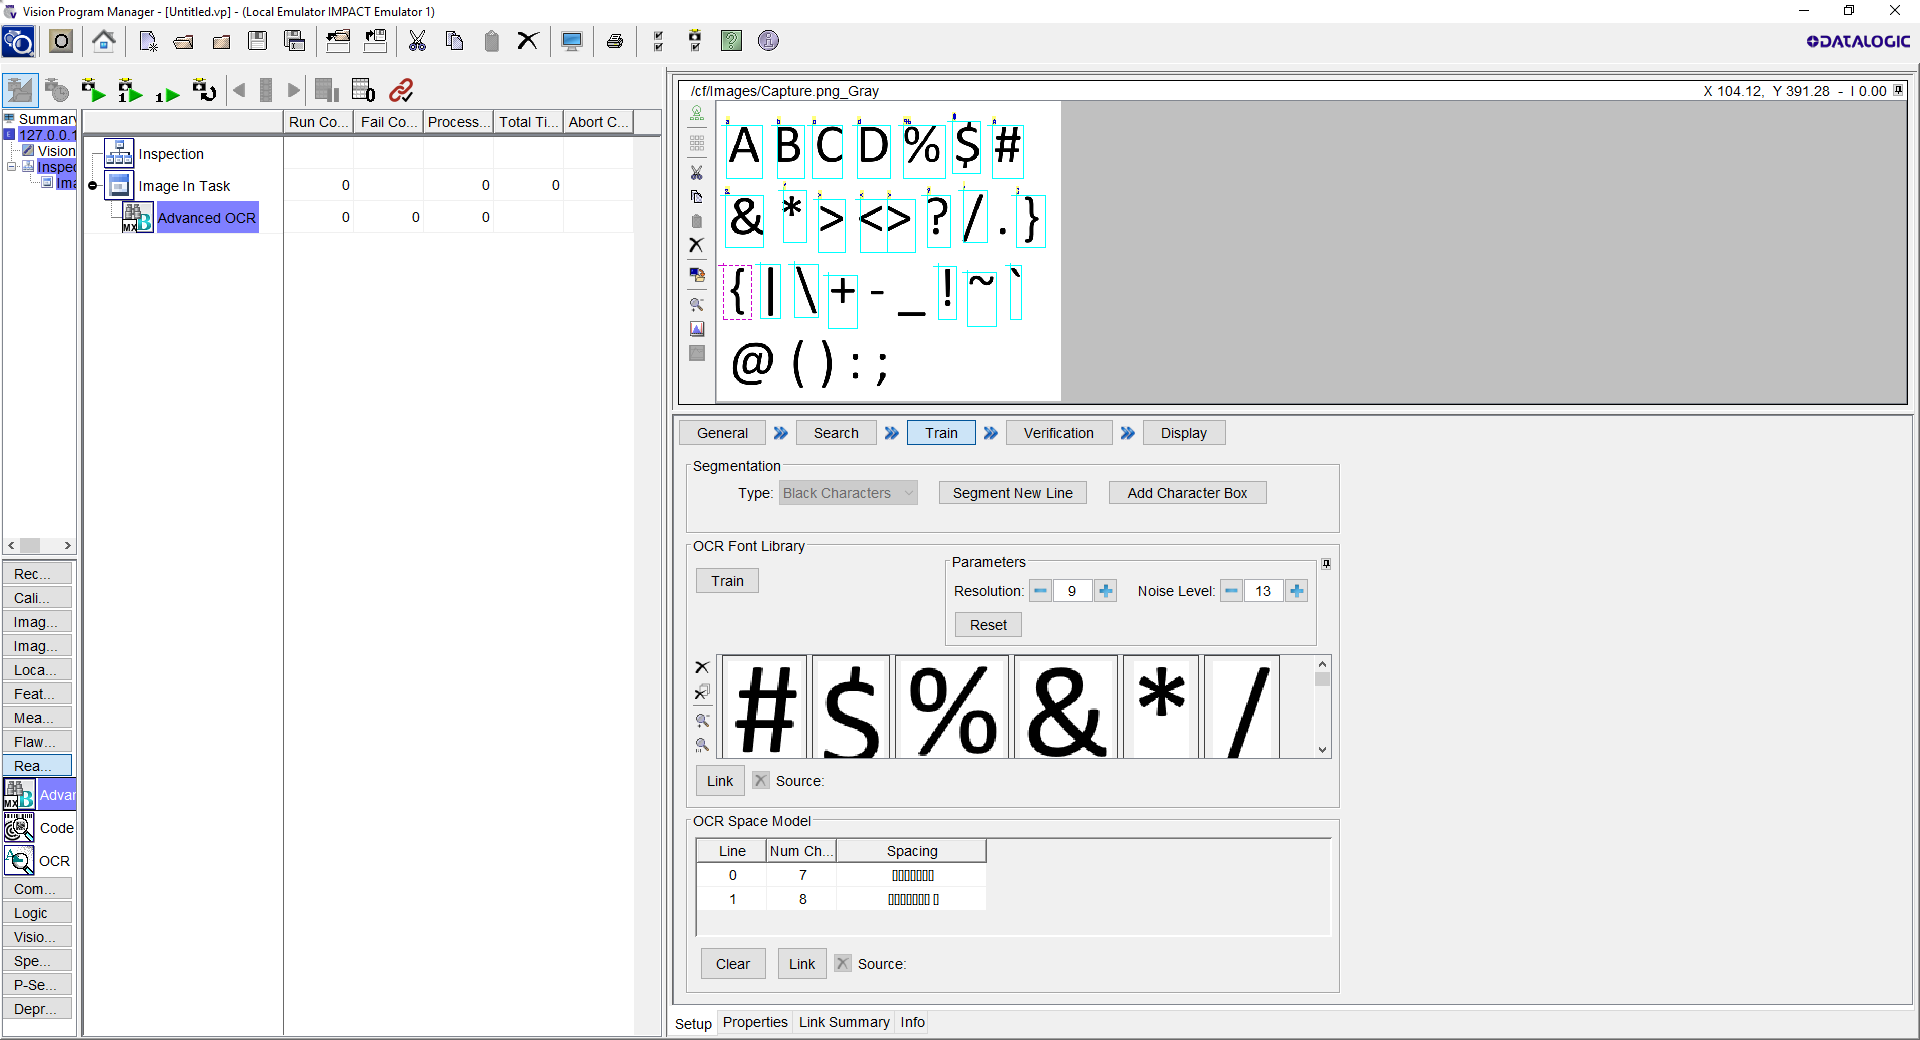 Vision Program Manager - [Untitled.vp] - (Local Emulator IMPACT Emulator 1)
DATALOGIC
Summary
127.0.0.1
Vision
Inspec
Ima
Run Co... Fail Co... Process... Total Ti... Abort C...
Inspection
Image In Task 0 0 0
MX B Advanced OCR 0 0 0
/cf/Images/Capture.png_Gray X 104.12, Y 391.28 - I 0.00
A B C D % $ #
& * > <> ? / . }
{ | \ + - _ ! ~ `
@ ( ) : ;
General Search Train Verification Display
Segmentation
Type: Black Characters Segment New Line Add Character Box
OCR Font Library
Train
Parameters
Resolution: 9 Noise Level: 13
Reset
# $ % & * /
Link Source:
OCR Space Model
Line Num Ch... Spacing
0 7 ▯▯▯▯▯▯▯
1 8 ▯▯▯▯▯▯▯ ▯
Clear Link Source:
Setup Properties Link Summary Info
Rec...
Cali...
Imag...
Imag...
Loca...
Feat...
Mea...
Flaw...
Rea...
MX B Advan
Code
OCR
Com...
Logic
Visio...
Spe...
P-Se...
Depr...